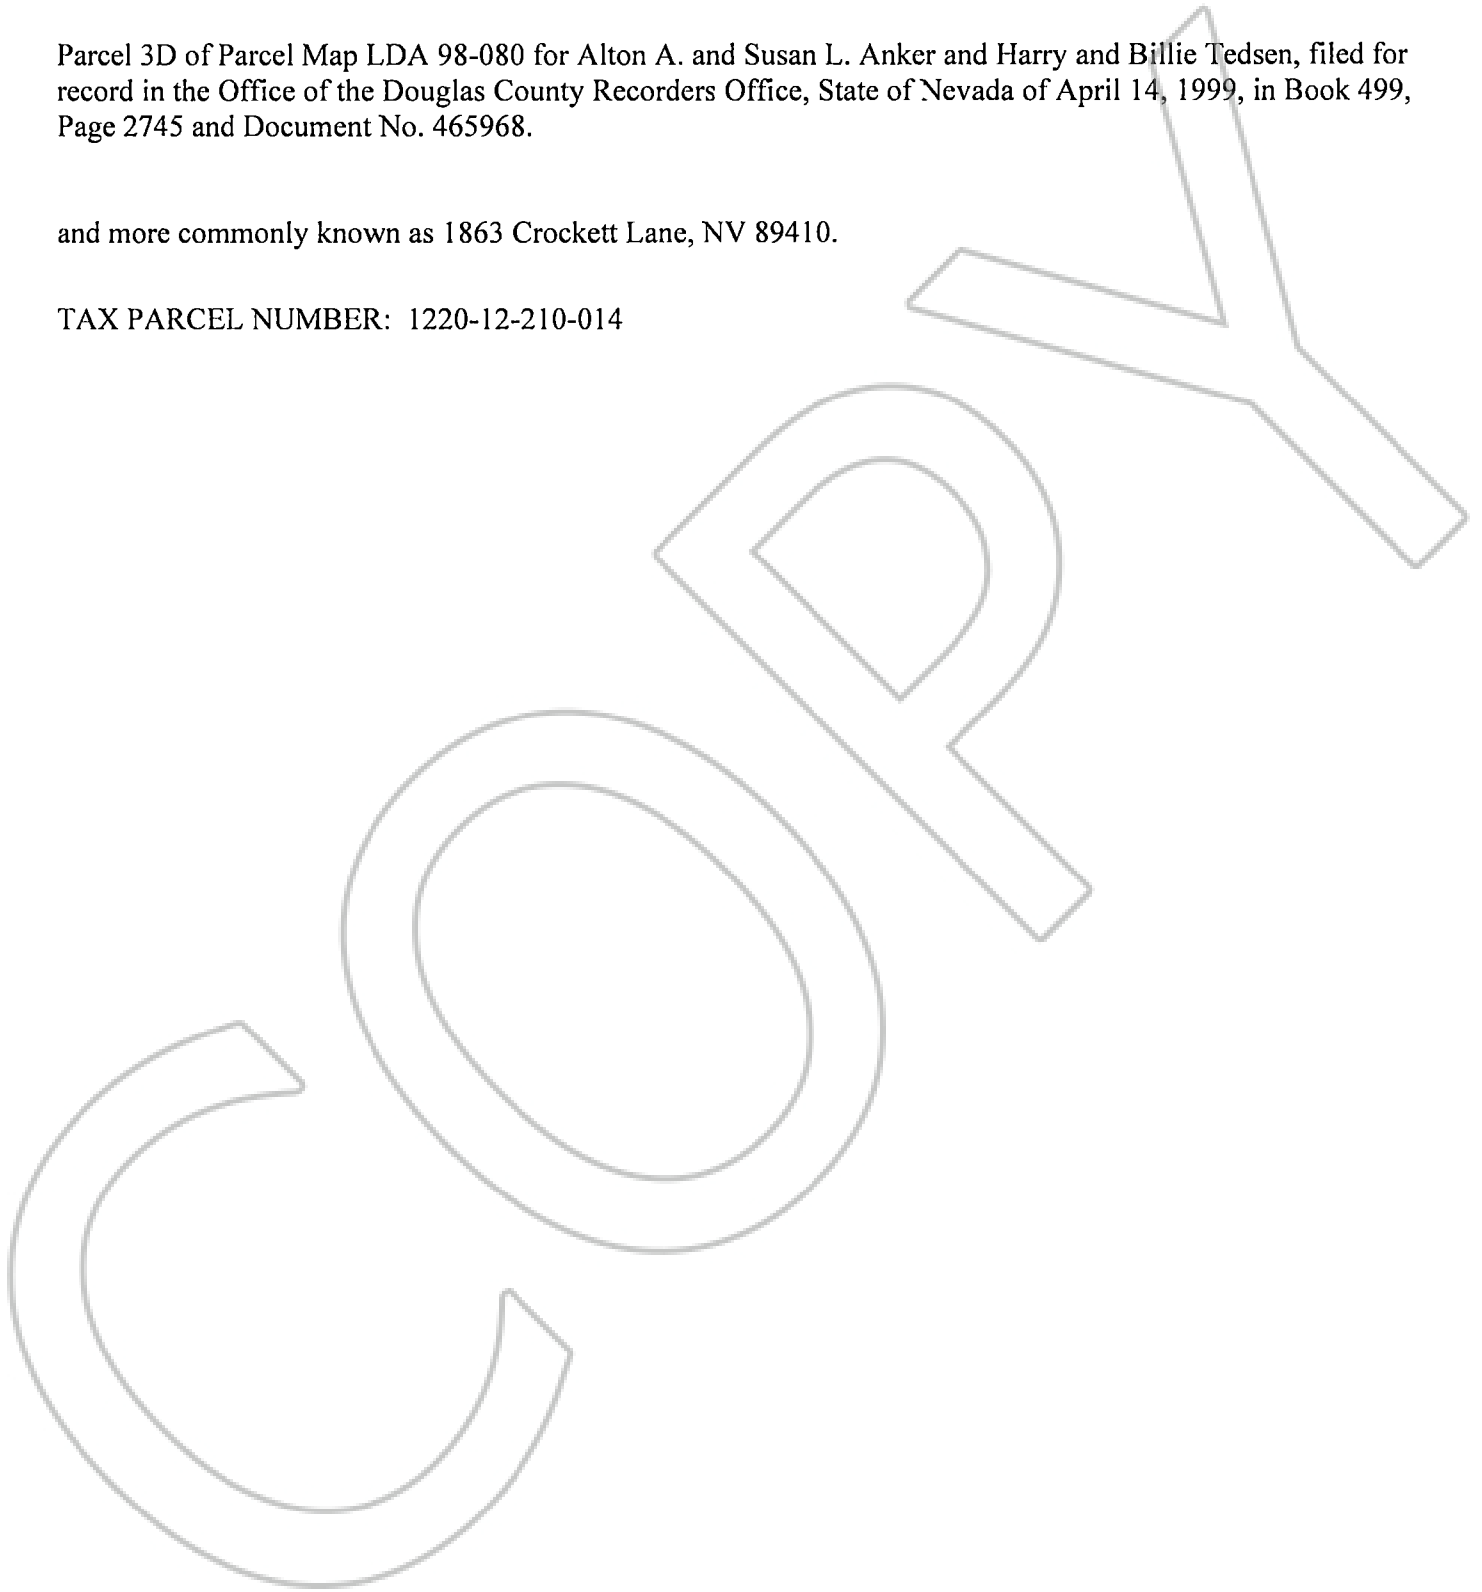 Parcel 3D of Parcel Map LDA 98-080 for Alton A. and Susan L. Anker and Harry and Billie Tedsen, filed for
record in the Office of the Douglas County Recorders Office, State of Nevada of April 14, 1999, in Book 499,
Page 2745 and Document No. 465968.
and more commonly known as 1863 Crockett Lane, NV 89410.
TAX PARCEL NUMBER: 1220-12-210-014
COPY